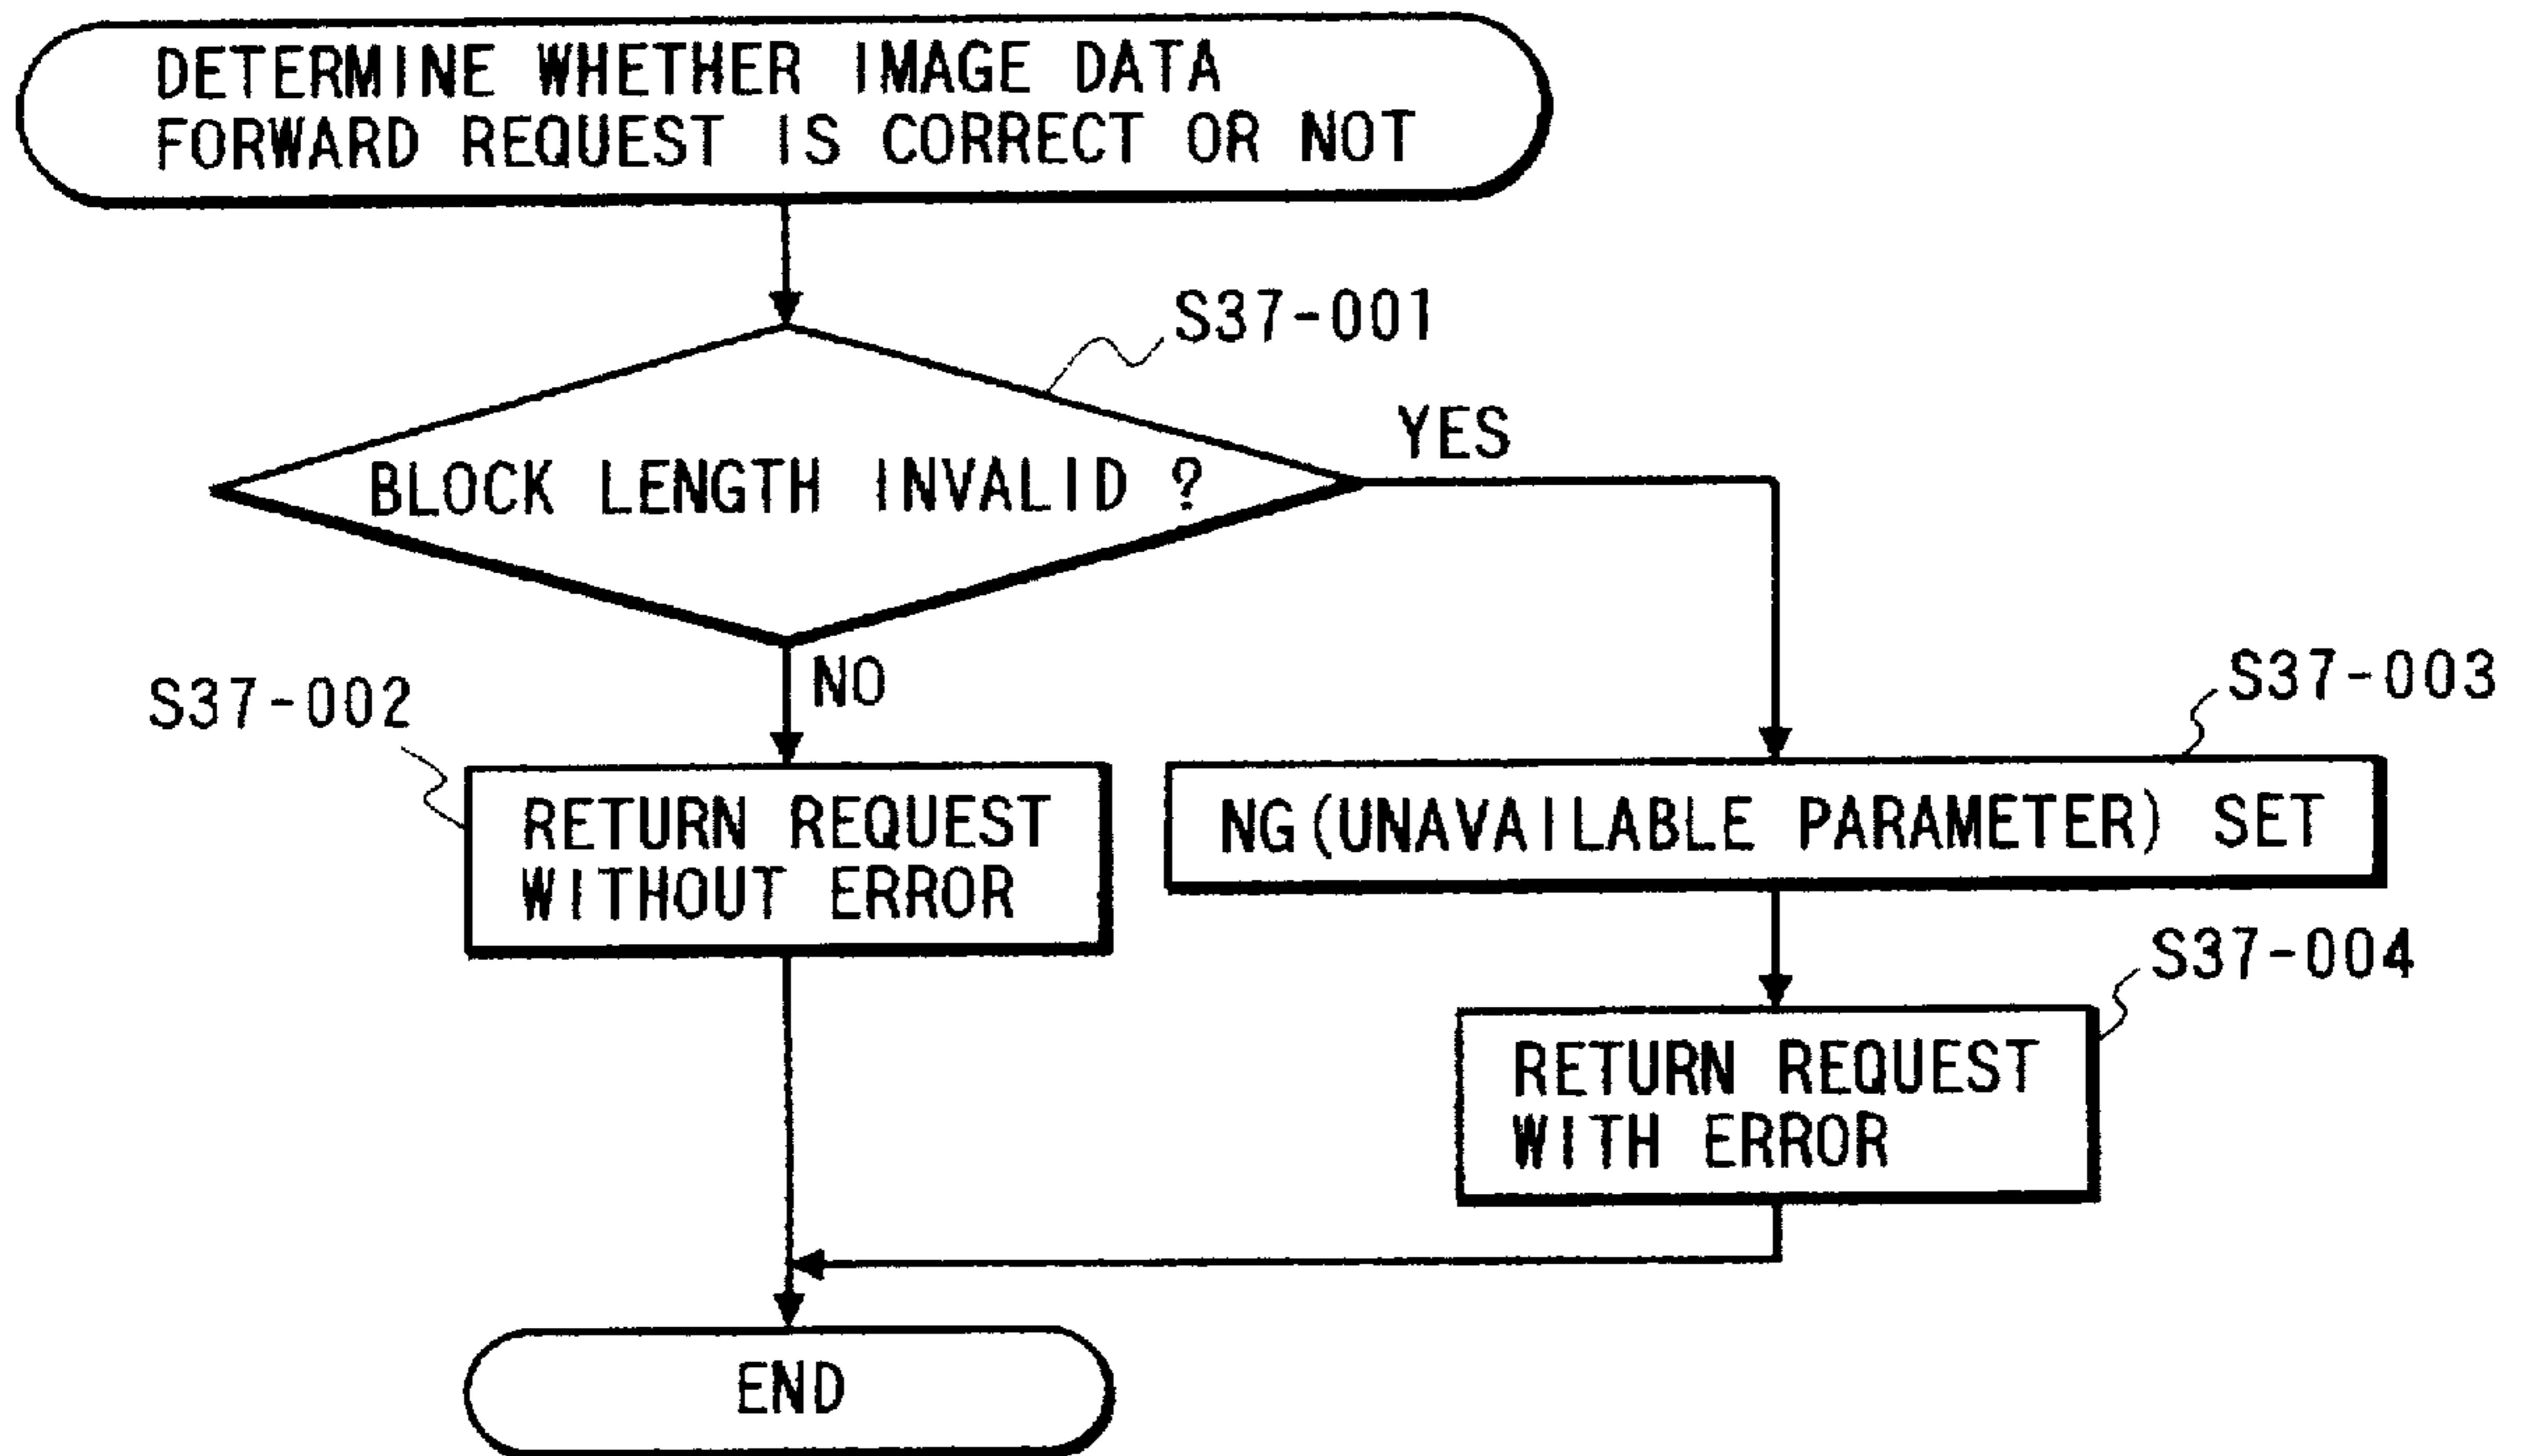 DETERMINE WHETHER IMAGE DATA
FORWARD REQUEST IS CORRECT OR NOT
S37-001
YES
BLOCK LENGTH INVALID ?
NO
S37-002
S37-003
RETURN REQUEST
WITHOUT ERROR
NG(UNAVAILABLE PARAMETER) SET
S37-004
RETURN REQUEST
WITH ERROR
END